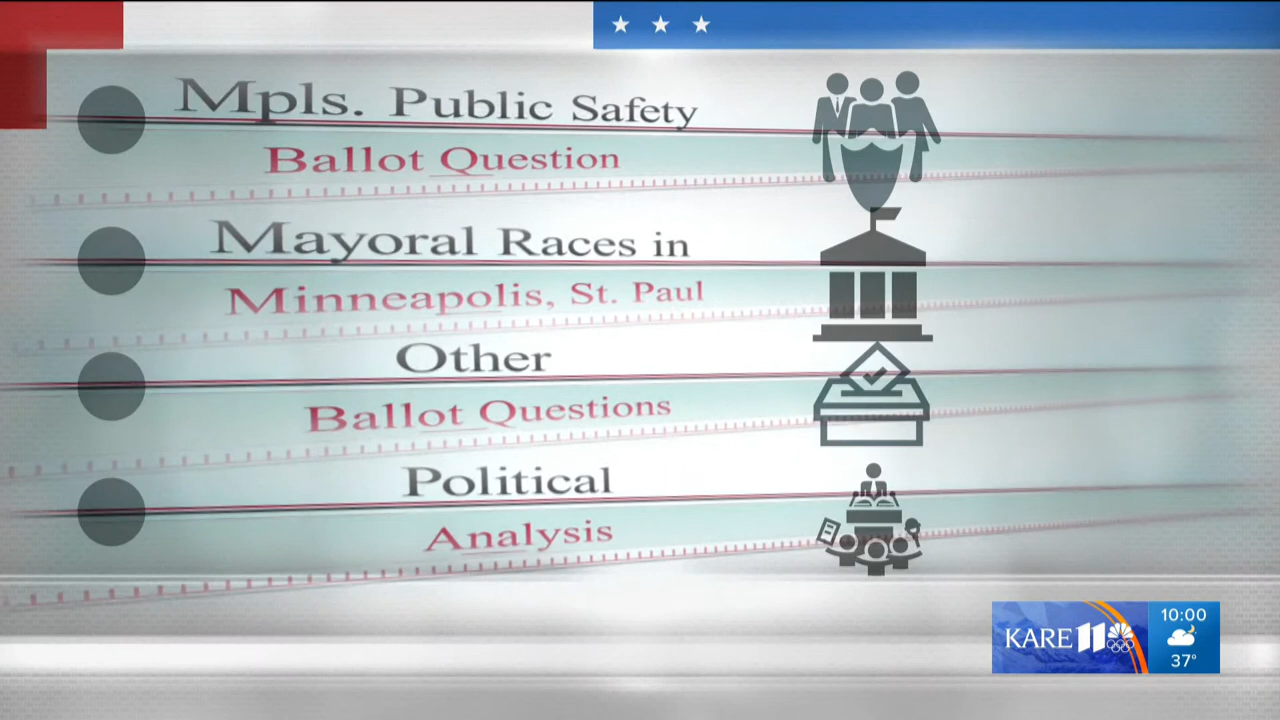 Mpls. Public Safety
Ballot Question
Mayoral Races in
Minneapolis, St. Paul
Other
Ballot Questions
Political
Analysis
KARE 11
10:00
37°